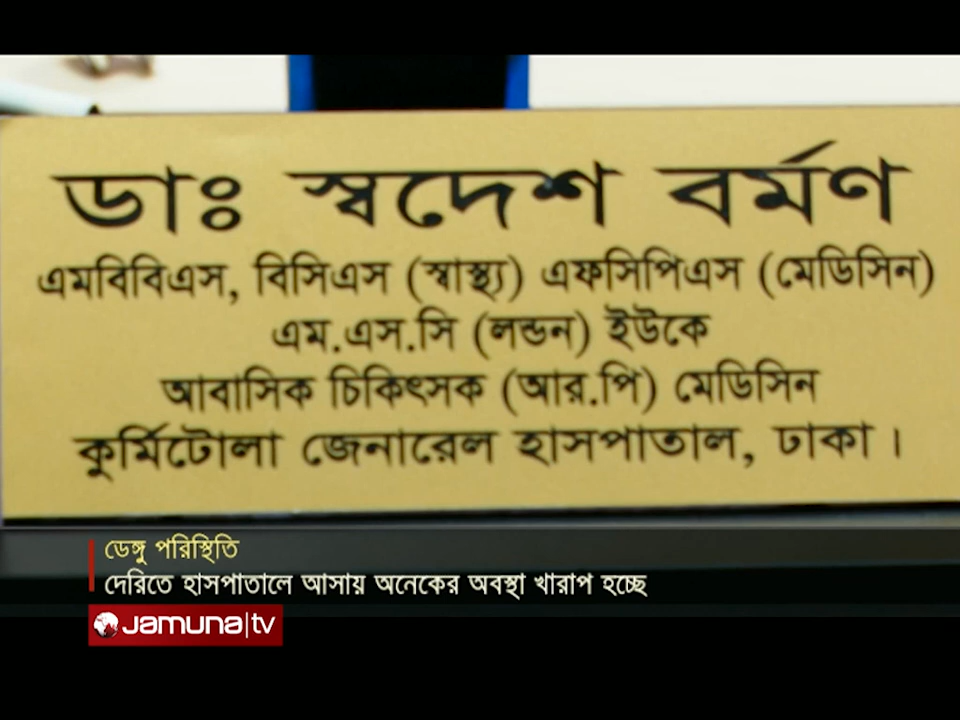 ডাঃ স্বদেশ বর্মণ
এমবিবিএস, বিসিএস (স্বাস্থ্য) এফসিপিএস (মেডিসিন)
এম.এস.সি (লন্ডন) ইউকে
আবাসিক চিকিৎসক (আর.পি) মেডিসিন
কুর্মিটোলা জেনারেল হাসপাতাল, ঢাকা।
ডেঙ্গু পরিস্থিতি
দেরিতে হাসপাতালে আসায় অনেকের অবস্থা খারাপ হচ্ছে
Jamuna|tv